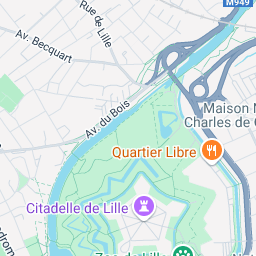 M949
Rue de Lille
Av. Becquart
Av. du Bois
Maison N
Charles de G
Quartier Libre
Citadelle de Lille